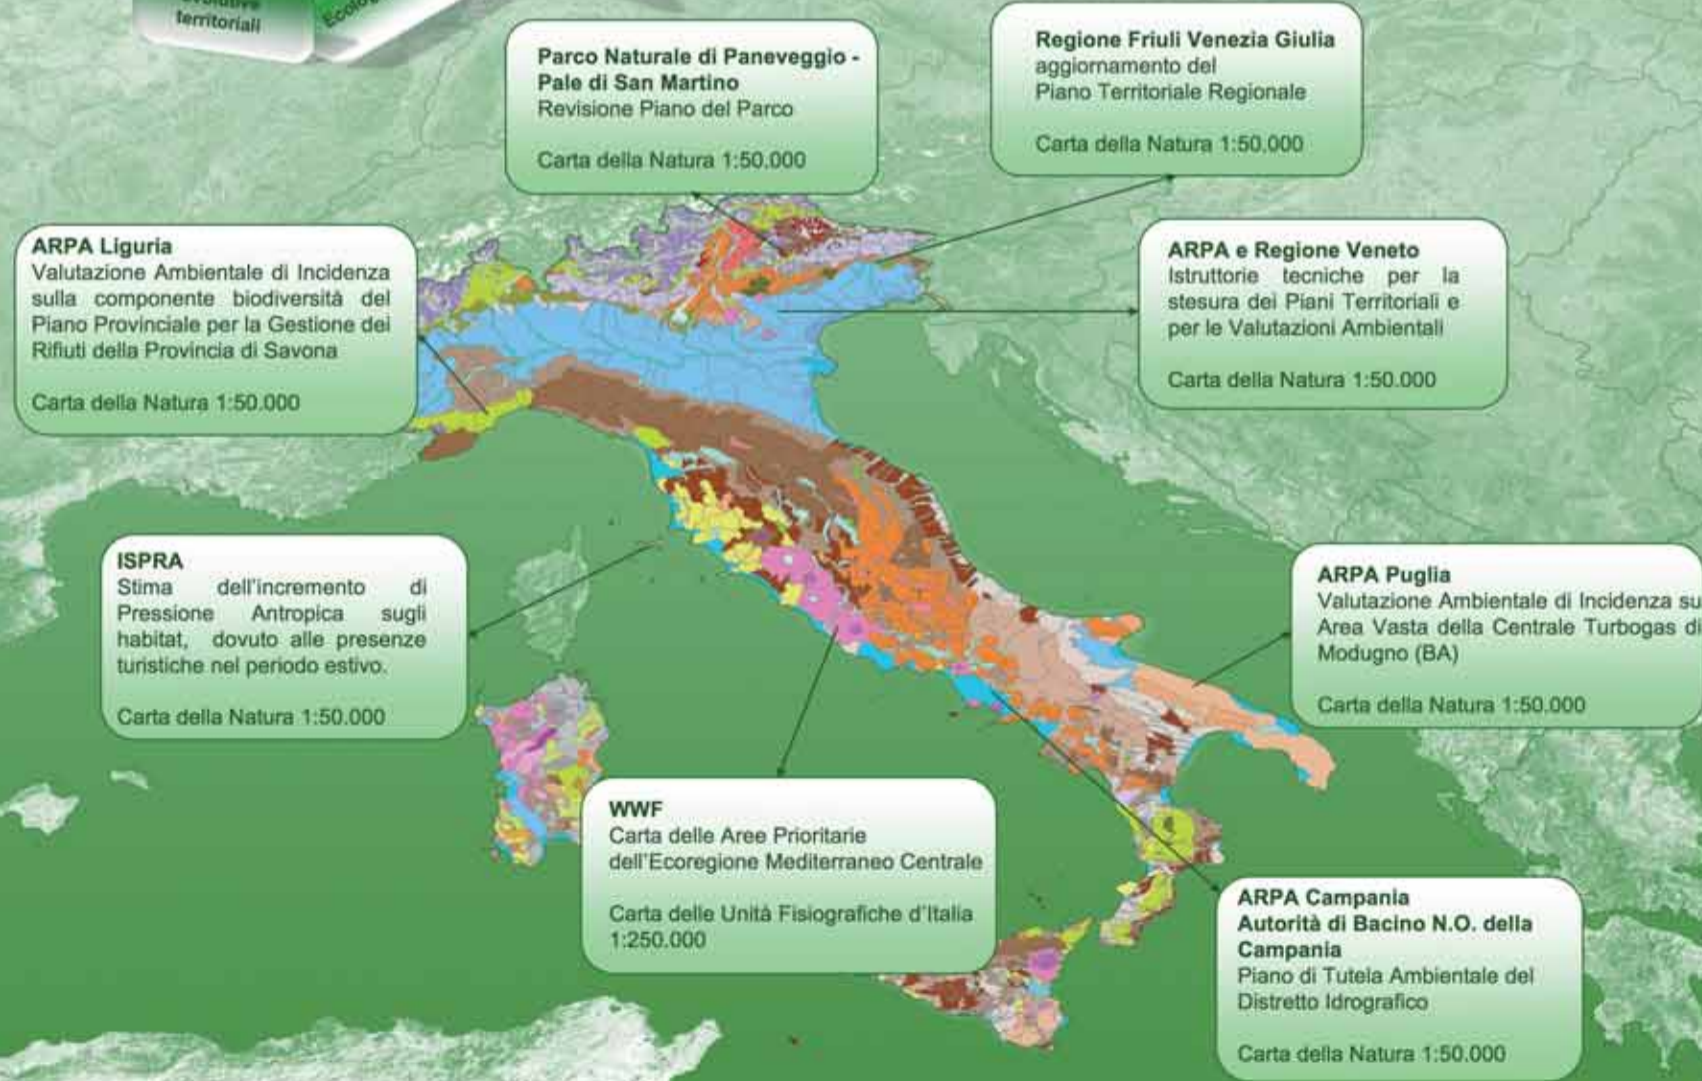 territoriali
Parco Naturale di Paneveggio -
Pale di San Martino
Revisione Piano del Parco
Carta della Natura 1:50.000
Regione Friuli Venezia Giulia
aggiornamento del
Piano Territoriale Regionale
Carta della Natura 1:50.000
ARPA Liguria
Valutazione Ambientale di Incidenza
sulla componente biodiversità del
Piano Provinciale per la Gestione dei
Rifiuti della Provincia di Savona
Carta della Natura 1:50.000
ARPA e Regione Veneto
Istruttorie tecniche per la
stesura dei Piani Territoriali e
per le Valutazioni Ambientali
Carta della Natura 1:50.000
ISPRA
Stima dell'incremento di
Pressione Antropica sugli
habitat, dovuto alle presenze
turistiche nel periodo estivo.
Carta della Natura 1:50.000
ARPA Puglia
Valutazione Ambientale di Incidenza su
Area Vasta della Centrale Turbogas di
Modugno (BA)
Carta della Natura 1:50.000
WWF
Carta delle Aree Prioritarie
dell'Ecoregione Mediterraneo Centrale
Carta delle Unità Fisiografiche d'Italia
1:250.000
ARPA Campania
Autorità di Bacino N.O. della
Campania
Piano di Tutela Ambientale del
Distretto Idrografico
Carta della Natura 1:50.000